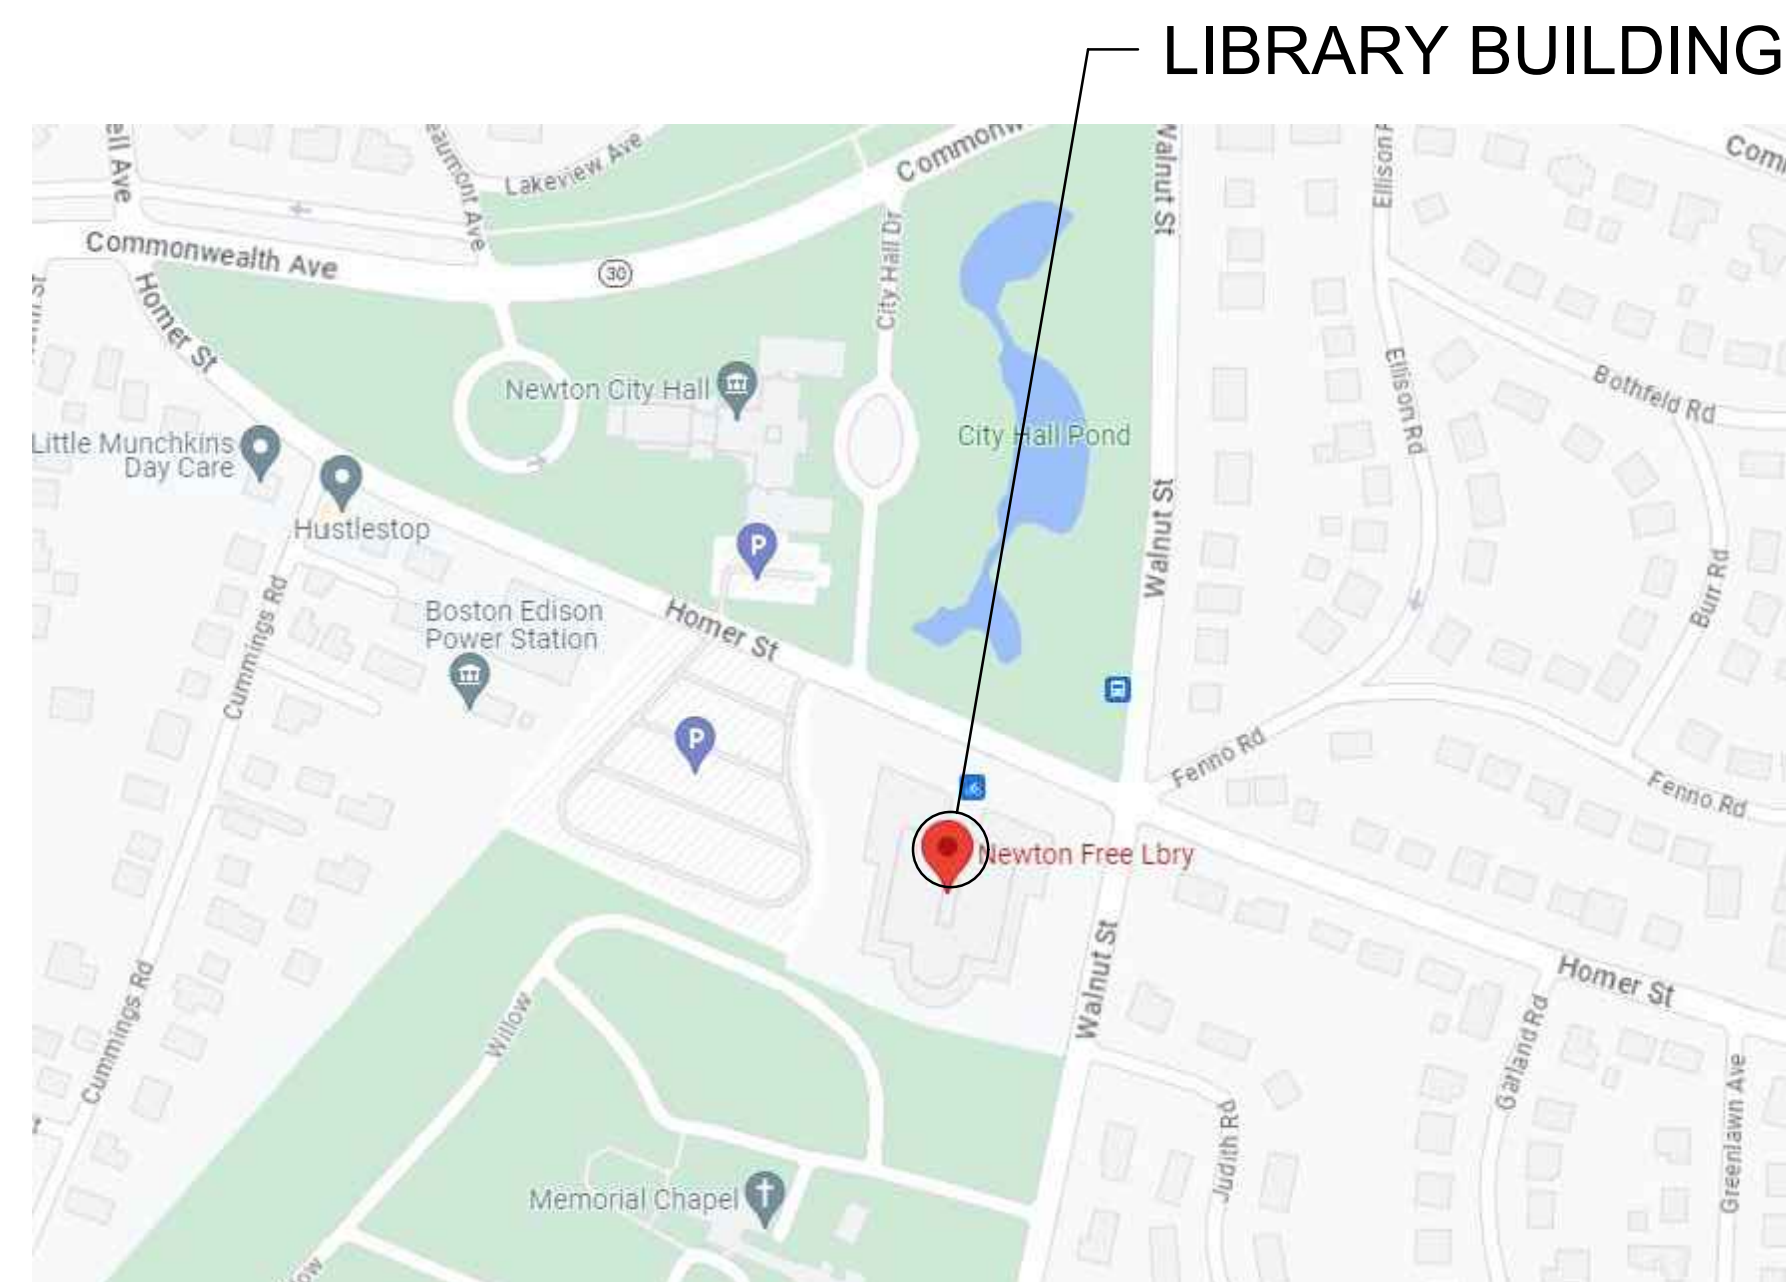 LIBRARY BUILDING
Lakeview Ave
Walnut St
Commonwealth Ave
30
City Hall Dr
Homer St
Newton City Hall
Little Munchkins
Day Care
Hustlestop
City Hall Pond
Ellison Rd
Bothfeld Rd
Walnut St
P
Burr Rd
Boston Edison
Power Station
Homer St
Cummings Rd
P
Fenno Rd
Fenno Rd
Newton Free Lbry
Walnut St
Homer St
Cummings Rd
Willow
Garland Rd
Judith Rd
Greenlawn Ave
Memorial Chapel